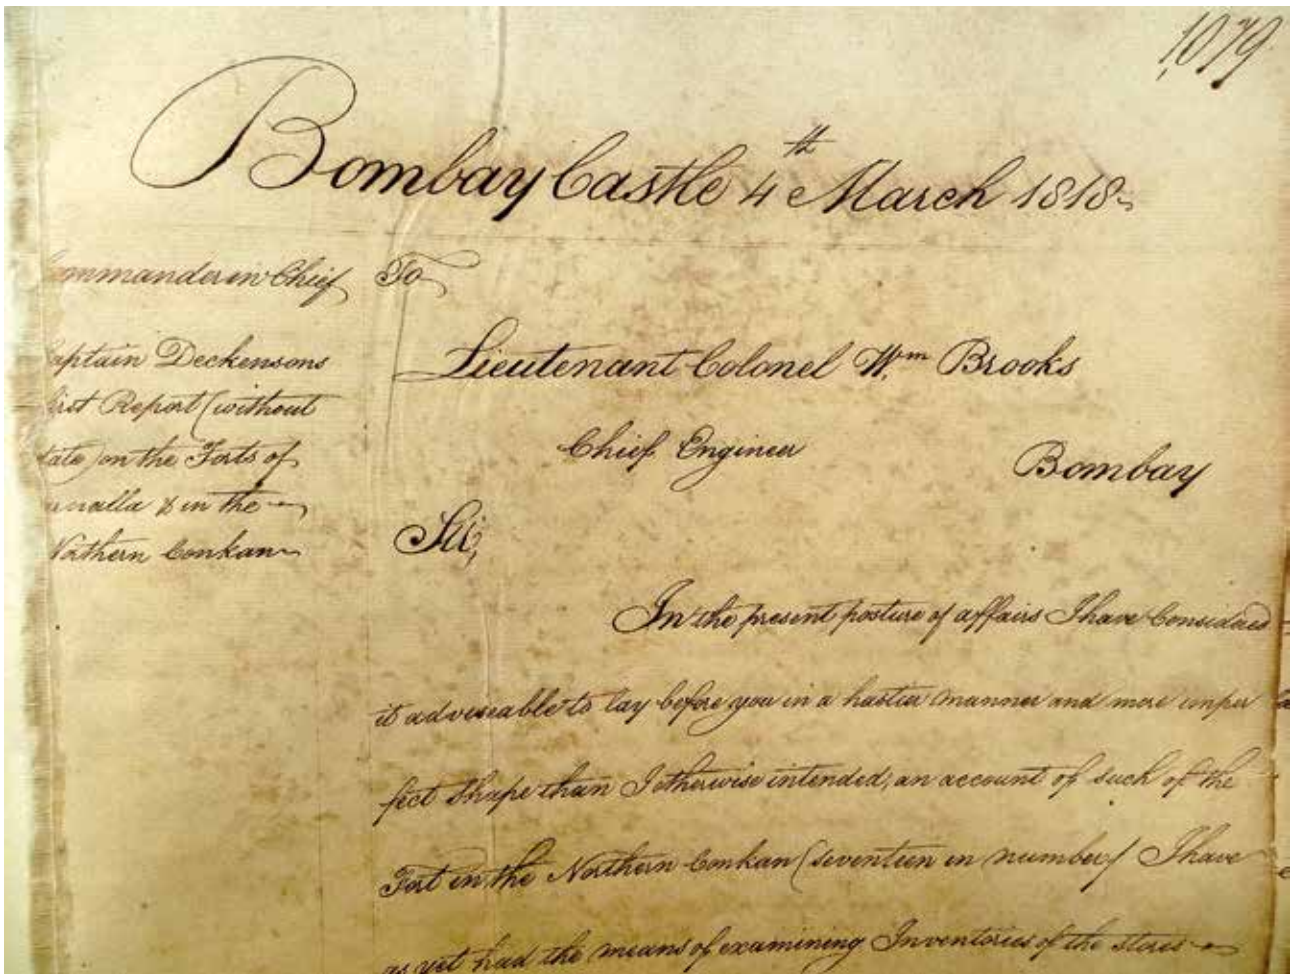 1079
Bombay Castle 4th March 1818
Commander in Chief
Captain Deckensons
first Report (without
date) on the Forts of
& in the
Northern Conkan
To
Lieutenant Colonel Wm Brooks
Chief Engineer
Bombay
Sir,
In the present posture of affairs I have Considered
it adviseable to lay before you in a hastier manner and more imper
fect shape than I otherwise intended, an account of such of the
Fort in the Northern Conkan (seventeen in number) I have
as yet had the means of examining Inventories of the stores